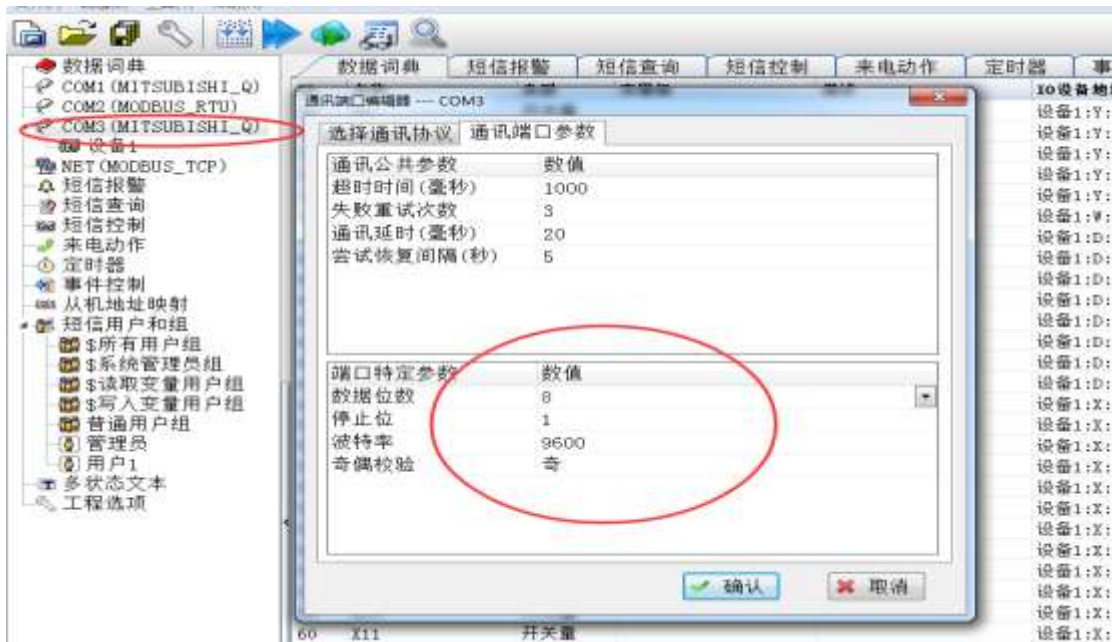 数据词典
COM1(MITSUBISHI_Q)
COM2(MODBUS_RTU)
COM3(MITSUBISHI_Q)
设备1
NET(MODBUS_TCP)
短信报警
短信查询
短信控制
来电动作
定时器
事件控制
从机地址映射
短信用户和组
$所有用户组
$系统管理员组
$读取变量用户组
$写入变量用户组
普通用户组
管理员
用户1
多状态文本
工程选项
数据词典 短信报警 短信查询 短信控制 来电动作 定时器 事
IO设备地
通讯端口编辑器 --- COM3
选择通讯协议 通讯端口参数
通讯公共参数 数值
超时时间(毫秒) 1000
失败重试次数 3
通讯延时(毫秒) 20
尝试恢复间隔(秒) 5
端口特定参数 数值
数据位数 8
停止位 1
波特率 9600
奇偶校验 奇
确认 取消
设备1:Y:
设备1:Y:
设备1:Y:
设备1:Y:
设备1:Y:
设备1:W:
设备1:D:
设备1:D:
设备1:D:
设备1:D:
设备1:D:
设备1:D:
设备1:D:
设备1:D:
设备1:X:
设备1:X:
设备1:X:
设备1:X:
设备1:X:
设备1:X:
设备1:X:
设备1:X:
设备1:X:
设备1:X:
设备1:X:
60 X11 开关量 设备1:X: